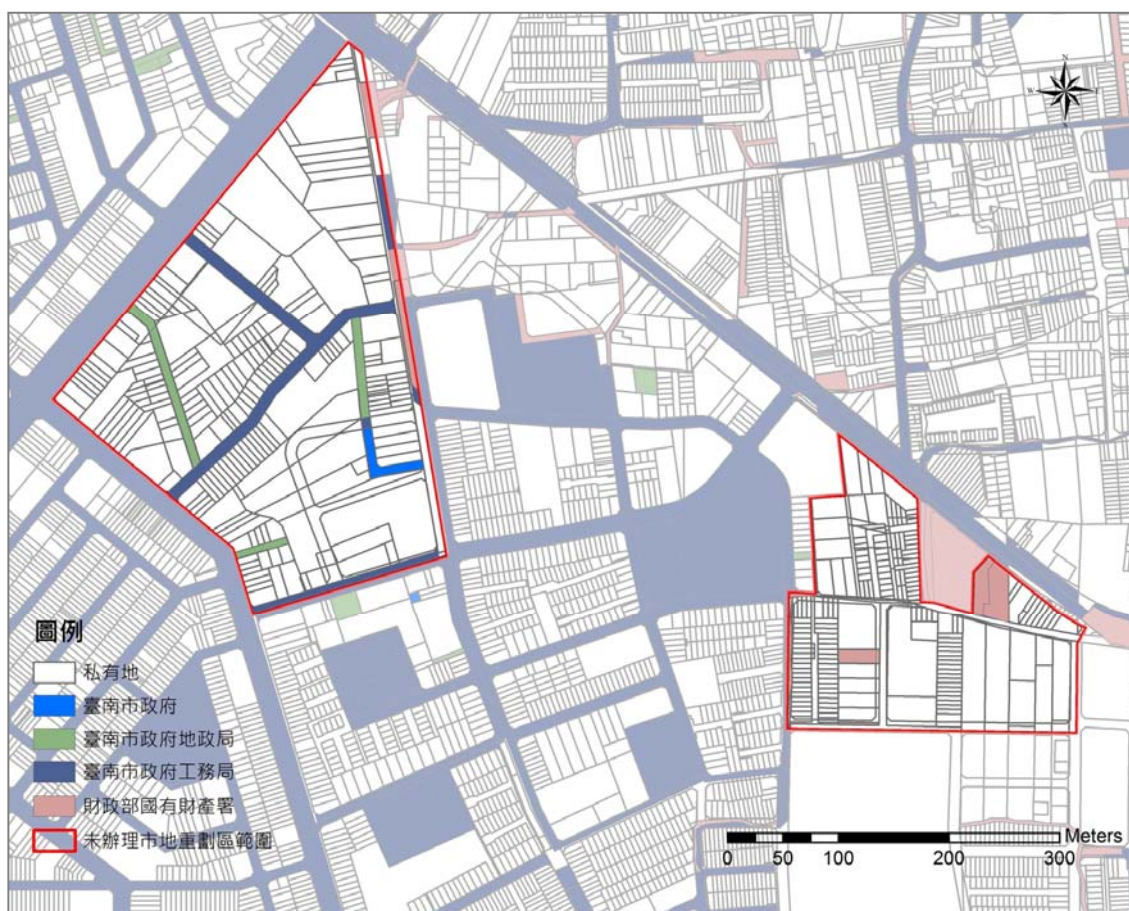 N
W
E
S
圖例
私有地
臺南市政府
臺南市政府地政局
臺南市政府工務局
財政部國有財產署
未辦理市地重劃區範圍
Meters
0 50 100 200 300